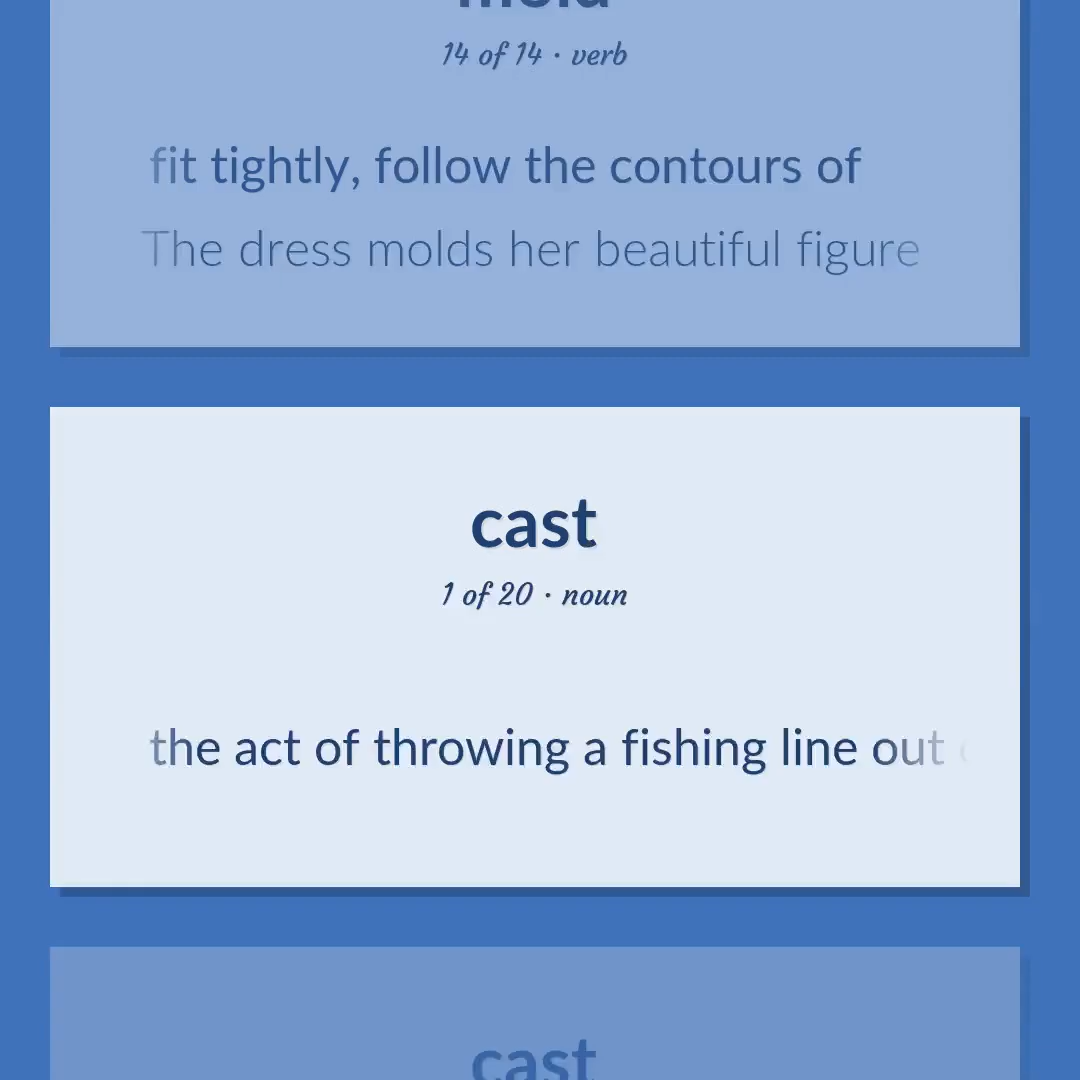 mold
14 of 14 · verb
fit tightly, follow the contours of
The dress molds her beautiful figure
cast
1 of 20 · noun
the act of throwing a fishing line out
cast